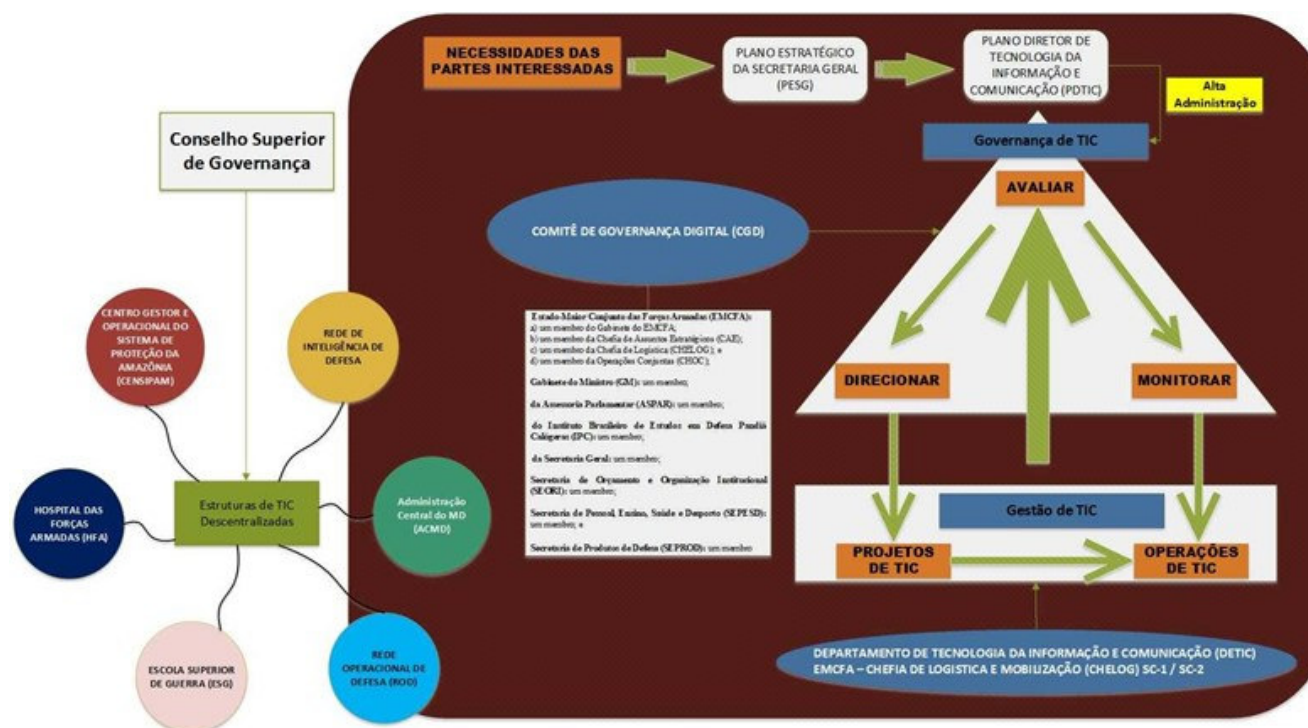 NECESSIDADES DAS
PARTES INTERESSADAS
PLANO ESTRATÉGICO
DA SECRETARIA GERAL
(PESG)
PLANO DIRETOR DE
TECNOLOGIA DA
INFORMAÇÃO E
COMUNICAÇÃO (PDTIC)
Alta
Administração
Conselho Superior
de Governança
Governança de TIC
AVALIAR
COMITÊ DE GOVERNANÇA DIGITAL (CGD)
CENTRO GESTOR E
OPERACIONAL DO
SISTEMA DE
PROTEÇÃO DA
AMAZÔNIA
(CENSIPAM)
REDE DE
INTELIGÊNCIA DE
DEFESA
Estado-Maior Conjunto das Forças Armadas (EMCFA):
a) um membro do Gabinete do EMCFA;
b) um membro da Chefia de Assuntos Estratégicos (CAE);
c) um membro da Chefia de Logística (CHELOG); e
d) um membro da Operações Conjuntas (CHOC);
Gabinete do Ministro (GM): um membro;
da Assessoria Parlamentar (ASPAR): um membro;
do Instituto Brasileiro de Estudos em Defesa Pandiá
Calógeras (IPC): um membro;
da Secretaria Geral: um membro;
Secretaria de Orçamento e Organização Institucional
(SEORI): um membro;
Secretaria de Pessoal, Ensino, Saúde e Desporto (SEPESD):
um membro; e
Secretaria de Produtos de Defesa (SEPROD): um membro
DIRECIONAR
MONITORAR
HOSPITAL DAS
FORÇAS
ARMADAS (HFA)
Estruturas de TIC
Descentralizadas
Administração
Central do MD
(ACMD)
Gestão de TIC
PROJETOS
DE TIC
OPERAÇÕES
DE TIC
ESCOLA SUPERIOR
DE GUERRA (ESG)
REDE
OPERACIONAL DE
DEFESA (ROD)
DEPARTAMENTO DE TECNOLOGIA DA INFORMAÇÃO E COMUNICAÇÃO (DETIC)
EMCFA – CHEFIA DE LOGISTICA E MOBILIZAÇÃO (CHELOG) SC-1 / SC-2